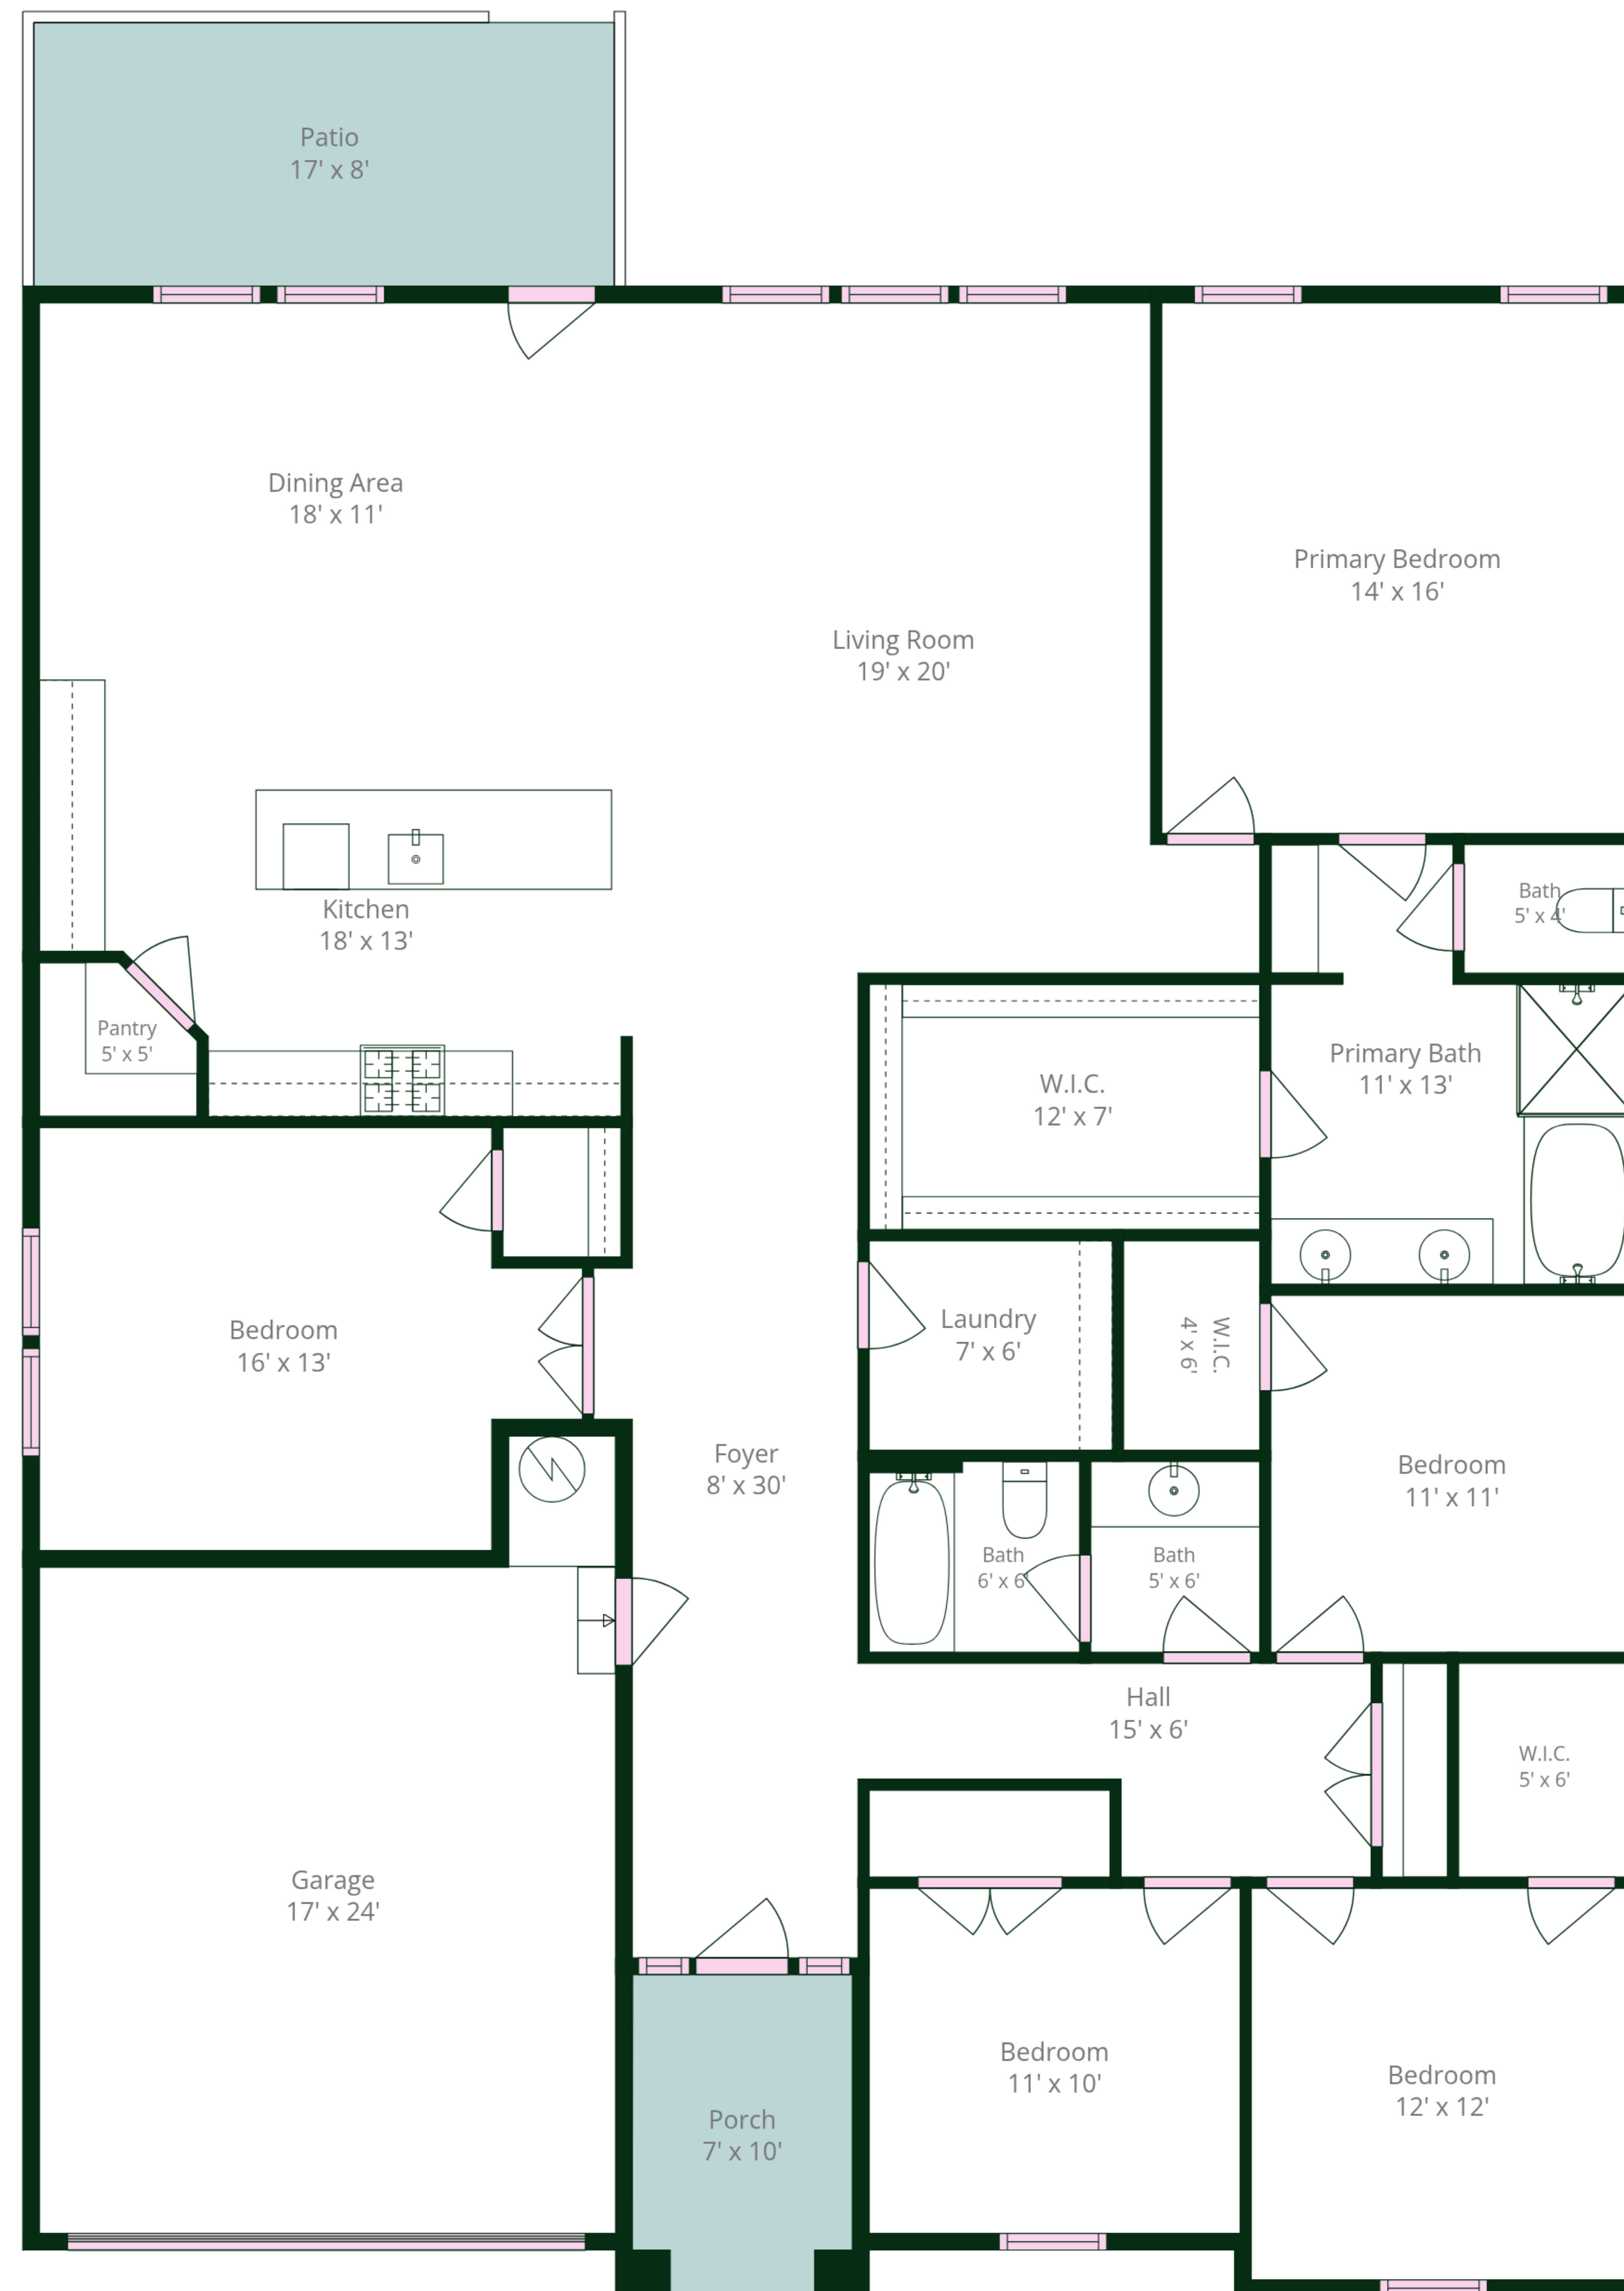 Patio
17' x 8'
Dining Area
18' x 11'
Primary Bedroom
14' x 16'
Living Room
19' x 20'
Kitchen
18' x 13'
Bath
5' x 4'
Pantry
5' x 5'
W.I.C.
12' x 7'
Primary Bath
11' x 13'
Bedroom
16' x 13'
Laundry
7' x 6'
W.I.C.
4' x 6'
Foyer
8' x 30'
Bedroom
11' x 11'
Bath
6' x 6'
Bath
5' x 6'
Hall
15' x 6'
W.I.C.
5' x 6'
Garage
17' x 24'
Bedroom
11' x 10'
Bedroom
12' x 12'
Porch
7' x 10'